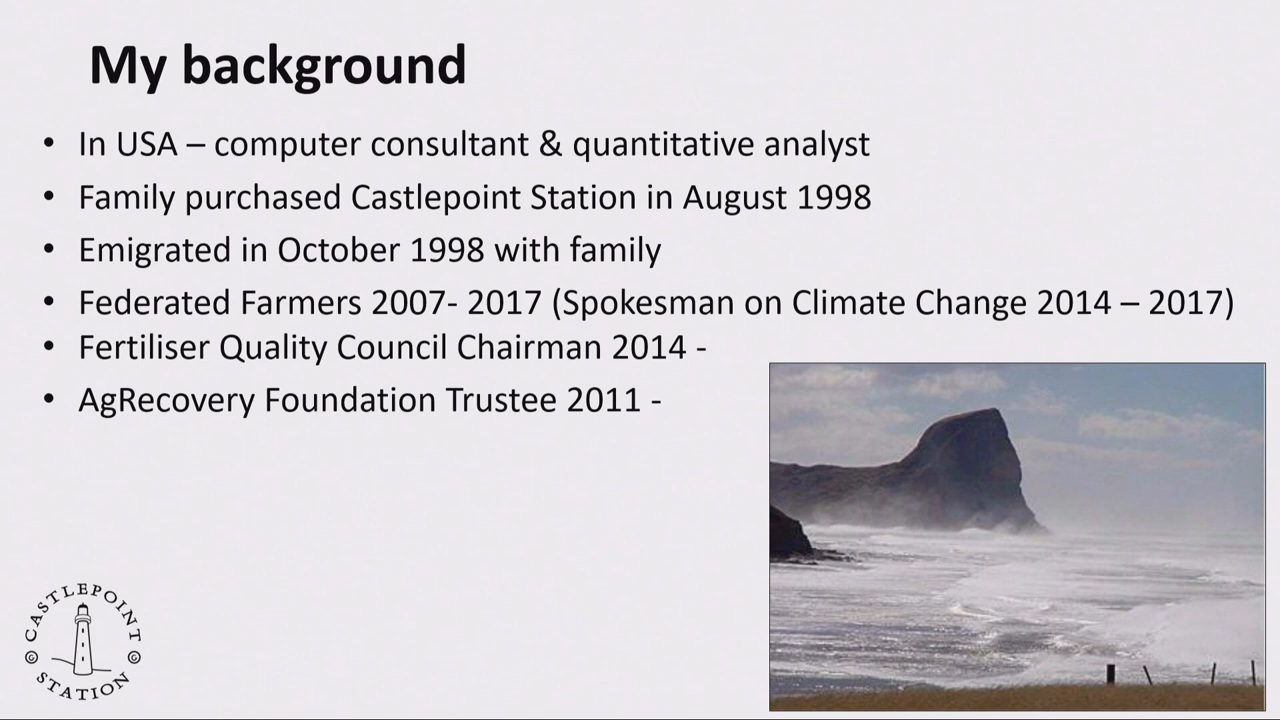 My background
• In USA – computer consultant & quantitative analyst
• Family purchased Castlepoint Station in August 1998
• Emigrated in October 1998 with family
• Federated Farmers 2007- 2017 (Spokesman on Climate Change 2014 – 2017)
• Fertiliser Quality Council Chairman 2014 -
• AgRecovery Foundation Trustee 2011 -
CASTLEPOINT
© ©
STATION